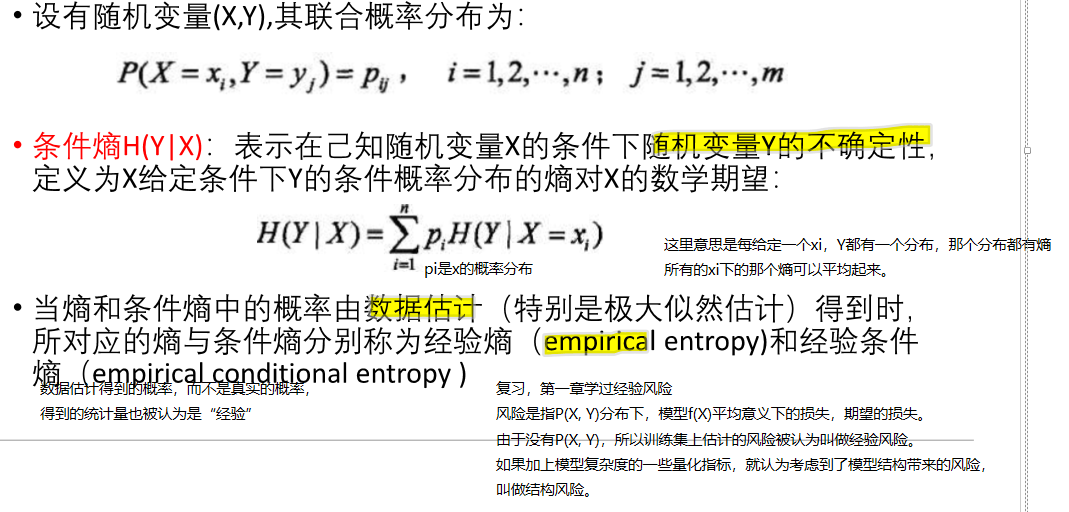 • 设有随机变量(X,Y),其联合概率分布为：
P(X = xᵢ,Y = yⱼ) = pᵢⱼ ,    i = 1,2,⋯,n ;   j = 1,2,⋯,m
• 条件熵H(Y|X)：表示在己知随机变量X的条件下随机变量Y的不确定性，
定义为X给定条件下Y的条件概率分布的熵对X的数学期望：
H(Y | X) = ∑ᵢ₌₁ⁿ pᵢH(Y | X = xᵢ)
pi是x的概率分布
这里意思是每给定一个xi，Y都有一个分布，那个分布都有熵
所有的xi下的那个熵可以平均起来。
• 当熵和条件熵中的概率由数据估计（特别是极大似然估计）得到时，
所对应的熵与条件熵分别称为经验熵（empirical entropy)和经验条件
熵（empirical conditional entropy )
数据估计得到的概率，而不是真实的概率，
得到的统计量也被认为是“经验”
复习，第一章学过经验风险
风险是指P(X, Y)分布下，模型f(X)平均意义下的损失，期望的损失。
由于没有P(X, Y)，所以训练集上估计的风险被认为叫做经验风险。
如果加上模型复杂度的一些量化指标，就认为考虑到了模型结构带来的风险，
叫做结构风险。